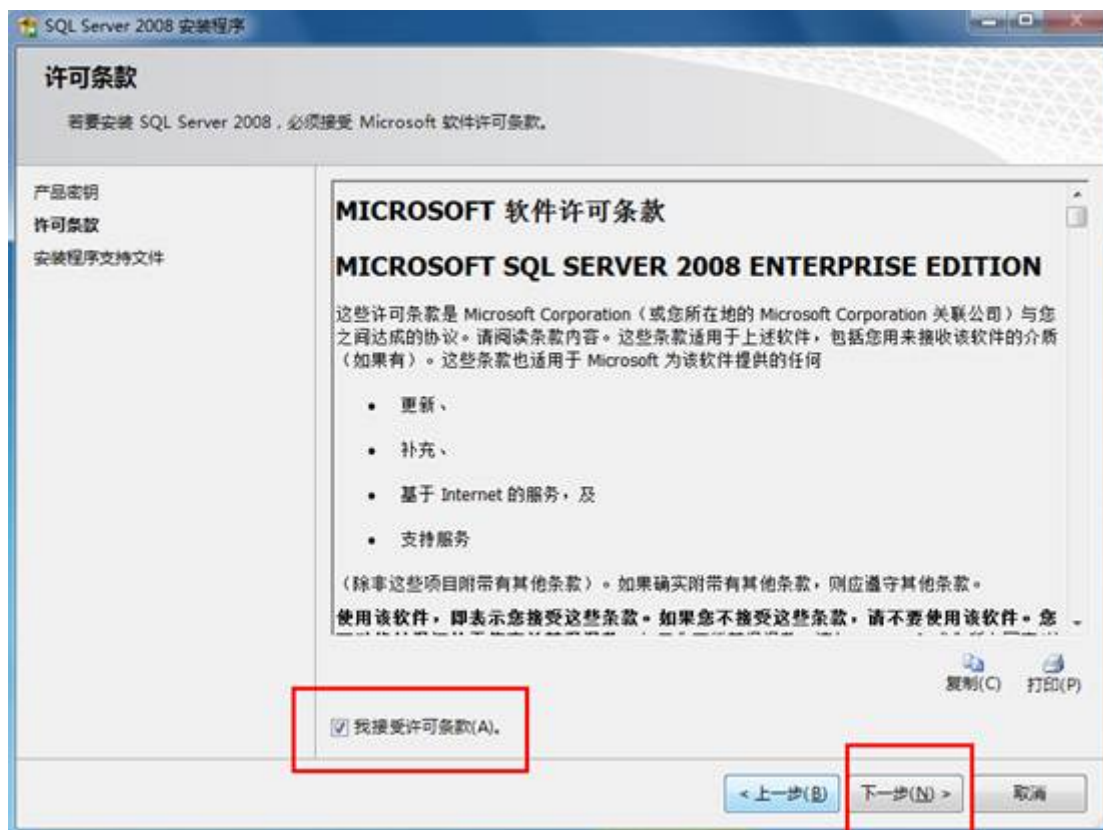 SQL Server 2008 安装程序
许可条款
若要安装 SQL Server 2008，必须接受 Microsoft 软件许可条款。
产品密钥
许可条款
安装程序支持文件
MICROSOFT 软件许可条款
MICROSOFT SQL SERVER 2008 ENTERPRISE EDITION
这些许可条款是 Microsoft Corporation（或您所在地的 Microsoft Corporation 关联公司）与您
之间达成的协议。请阅读条款内容。这些条款适用于上述软件，包括您用来接收该软件的介质
（如果有）。这些条款也适用于 Microsoft 为该软件提供的任何
• 更新、
• 补充、
• 基于 Internet 的服务，及
• 支持服务
（除非这些项目附带有其他条款）。如果确实附带有其他条款，则应遵守其他条款。
使用该软件，即表示您接受这些条款。如果您不接受这些条款，请不要使用该软件。您
复制(C) 打印(P)
我接受许可条款(A)。
< 上一步(B) 下一步(N) > 取消